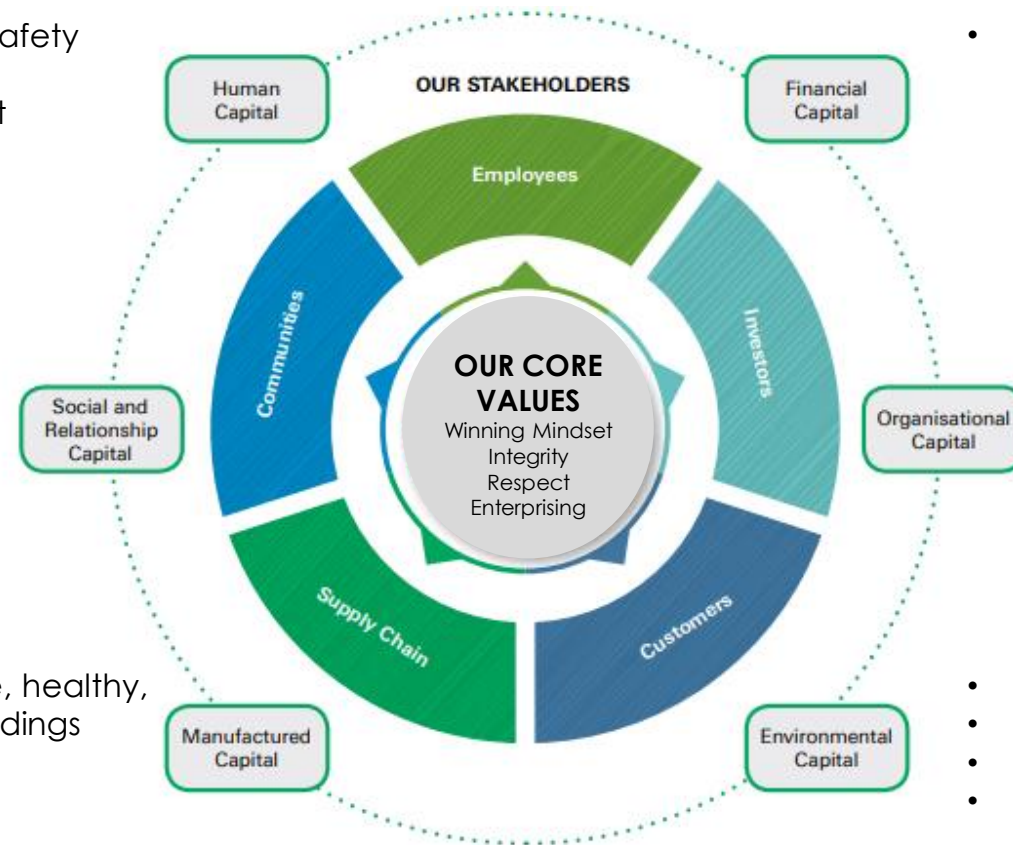 afety
t
Human
Capital
OUR STAKEHOLDERS
Financial
Capital
Employees
Communities
Investors
OUR CORE
VALUES
Winning Mindset
Integrity
Respect
Enterprising
Social and
Relationship
Capital
Organisational
Capital
Supply Chain
Customers
, healthy,
dings
Manufactured
Capital
Environmental
Capital